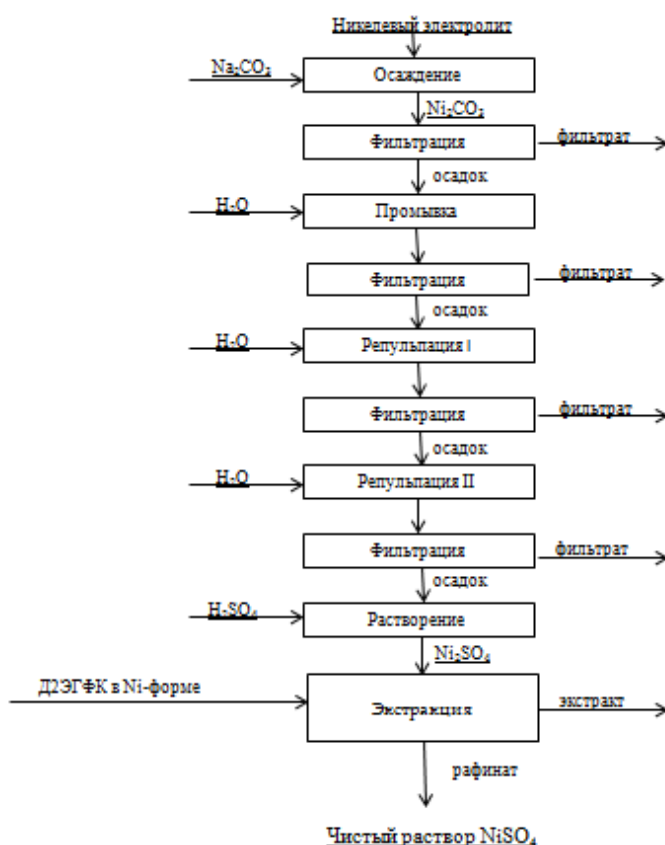 Никелевый электролит
Na₂CO₃
Осаждение
Ni₂CO₃
Фильтрация
фильтрат
осадок
H₂O
Промывка
Фильтрация
фильтрат
осадок
H₂O
Репульпация I
Фильтрация
фильтрат
осадок
H₂O
Репульпация II
Фильтрация
фильтрат
осадок
H₂SO₄
Растворение
Ni₂SO₄
Д2ЭГФК в Ni-форме
Экстракция
экстракт
рафинат
Чистый раствор NiSO₄